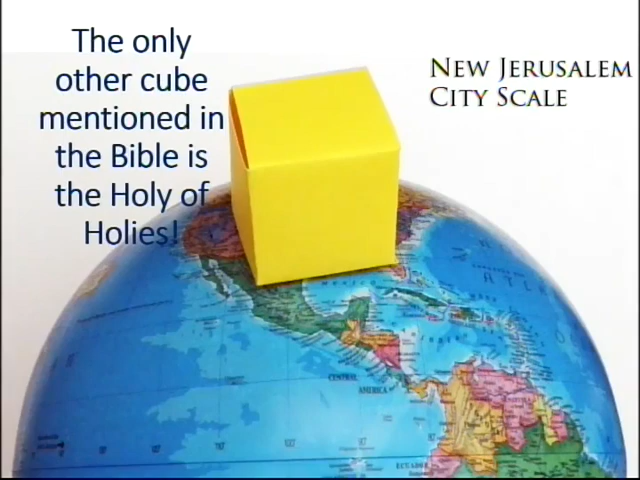 The only
other cube
mentioned in
the Bible is
the Holy of
Holies!
NEW JERUSALEM
CITY SCALE
CENTRAL
AMERICA
ECUADOR